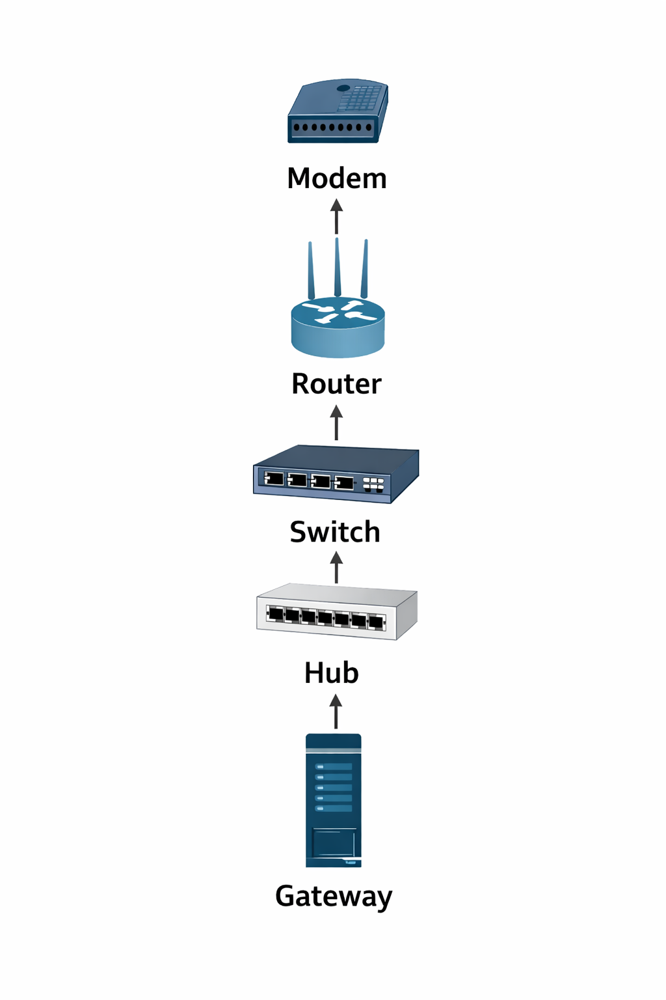 Modem
Router
Switch
Hub
Gateway